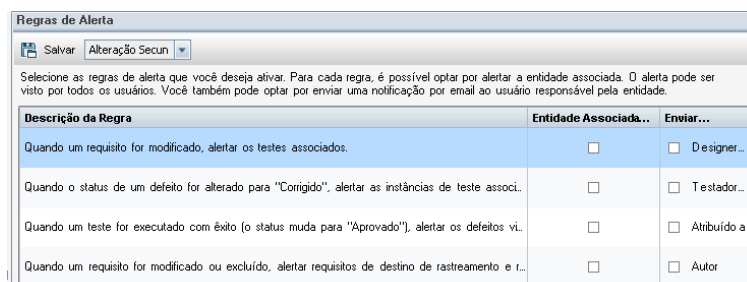 Regras de Alerta
Salvar Alteração Secun
Selecione as regras de alerta que você deseja ativar. Para cada regra, é possível optar por alertar a entidade associada. O alerta pode ser
visto por todos os usuários. Você também pode optar por enviar uma notificação por email ao usuário responsável pela entidade.
Descrição da Regra Entidade Associada... Enviar...
Quando um requisito for modificado, alertar os testes associados. Designer...
Quando o status de um defeito for alterado para "Corrigido", alertar as instâncias de teste associ... Testador...
Quando um teste for executado com êxito (o status muda para "Aprovado"), alertar os defeitos vi... Atribuído a
Quando um requisito for modificado ou excluído, alertar requisitos de destino de rastreamento e r... Autor